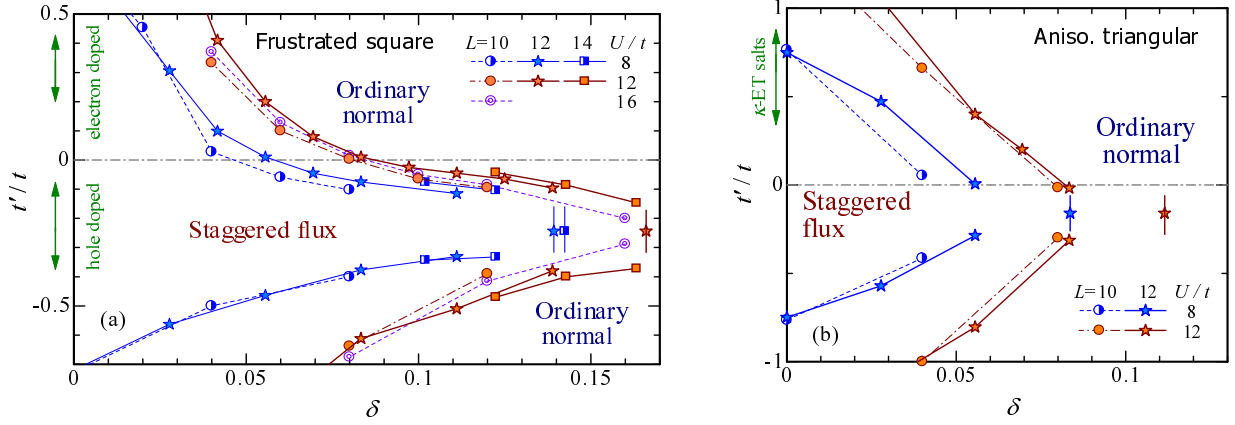 0.5
0
-0.5
t′/t
electron doped
hole doped
Frustrated square
L=10 12 14 U/t
8
12
16
Ordinary
normal
Staggered flux
Ordinary
normal
(a)
0 0.05 0.1 0.15
δ
1
0
-1
t′/t
κ-ET salts
Aniso. triangular
Ordinary
normal
Staggered
flux
L=10 12 U/t
8
12
(b)
0 0.05 0.1
δ